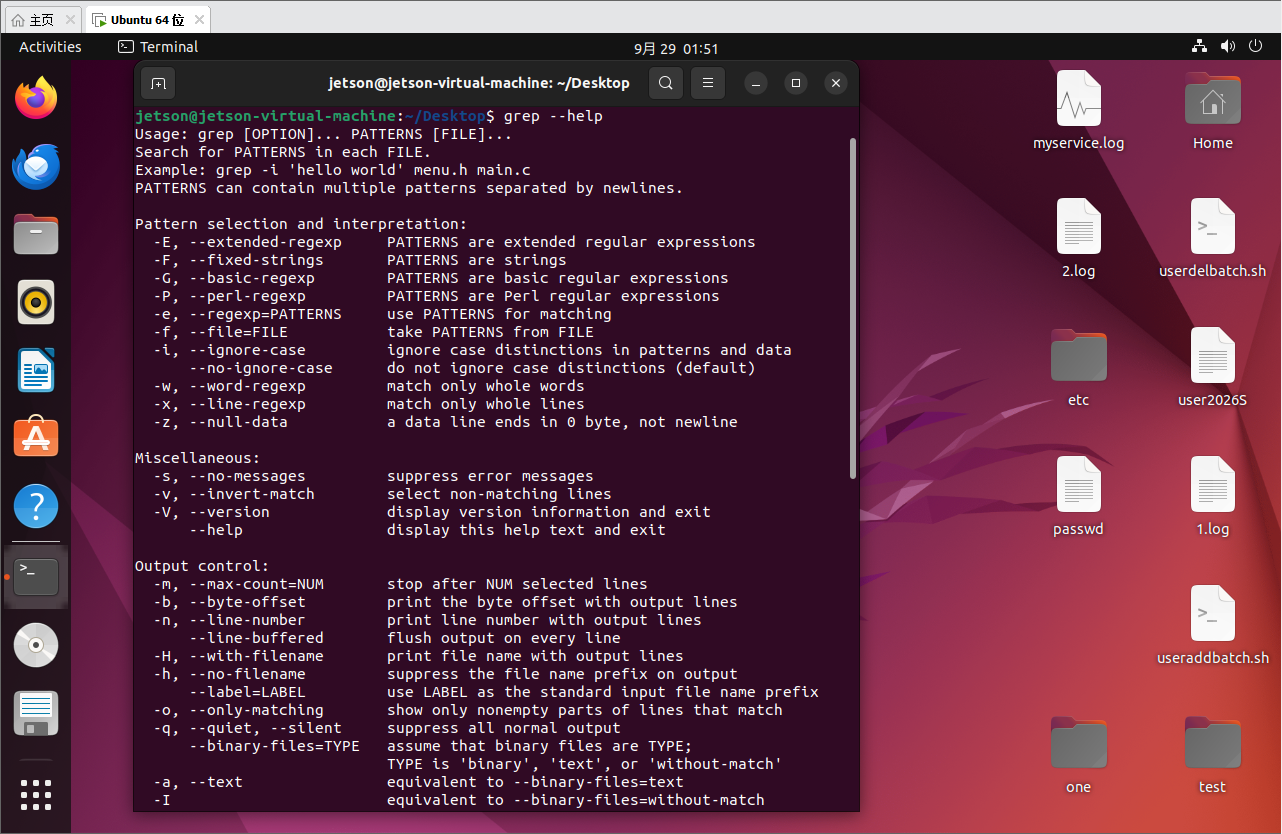 主页
Ubuntu 64 位
Activities
Terminal
9月 29 01:51
jetson@jetson-virtual-machine: ~/Desktop
jetson@jetson-virtual-machine:~/Desktop$ grep --help
Usage: grep [OPTION]... PATTERNS [FILE]...
Search for PATTERNS in each FILE.
Example: grep -i 'hello world' menu.h main.c
PATTERNS can contain multiple patterns separated by newlines.

Pattern selection and interpretation:
  -E, --extended-regexp     PATTERNS are extended regular expressions
  -F, --fixed-strings       PATTERNS are strings
  -G, --basic-regexp        PATTERNS are basic regular expressions
  -P, --perl-regexp         PATTERNS are Perl regular expressions
  -e, --regexp=PATTERNS     use PATTERNS for matching
  -f, --file=FILE           take PATTERNS from FILE
  -i, --ignore-case         ignore case distinctions in patterns and data
      --no-ignore-case      do not ignore case distinctions (default)
  -w, --word-regexp         match only whole words
  -x, --line-regexp         match only whole lines
  -z, --null-data           a data line ends in 0 byte, not newline

Miscellaneous:
  -s, --no-messages         suppress error messages
  -v, --invert-match        select non-matching lines
  -V, --version             display version information and exit
      --help                display this help text and exit

Output control:
  -m, --max-count=NUM       stop after NUM selected lines
  -b, --byte-offset         print the byte offset with output lines
  -n, --line-number         print line number with output lines
      --line-buffered       flush output on every line
  -H, --with-filename       print file name with output lines
  -h, --no-filename         suppress the file name prefix on output
      --label=LABEL         use LABEL as the standard input file name prefix
  -o, --only-matching       show only nonempty parts of lines that match
  -q, --quiet, --silent     suppress all normal output
      --binary-files=TYPE   assume that binary files are TYPE;
                            TYPE is 'binary', 'text', or 'without-match'
  -a, --text                equivalent to --binary-files=text
  -I                        equivalent to --binary-files=without-match
myservice.log
Home
2.log
userdelbatch.sh
etc
user2026S
passwd
1.log
useraddbatch.sh
one
test